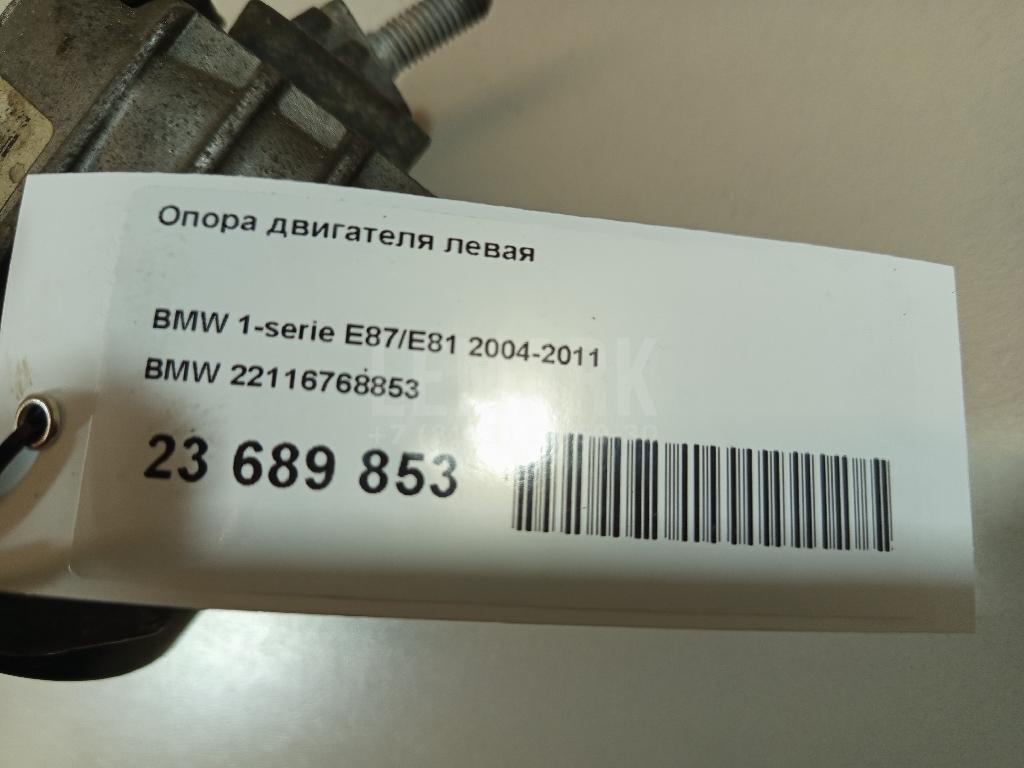 Опора двигателя левая
BMW 1-serie E87/E81 2004-2011
BMW 22116768853
23 689 853